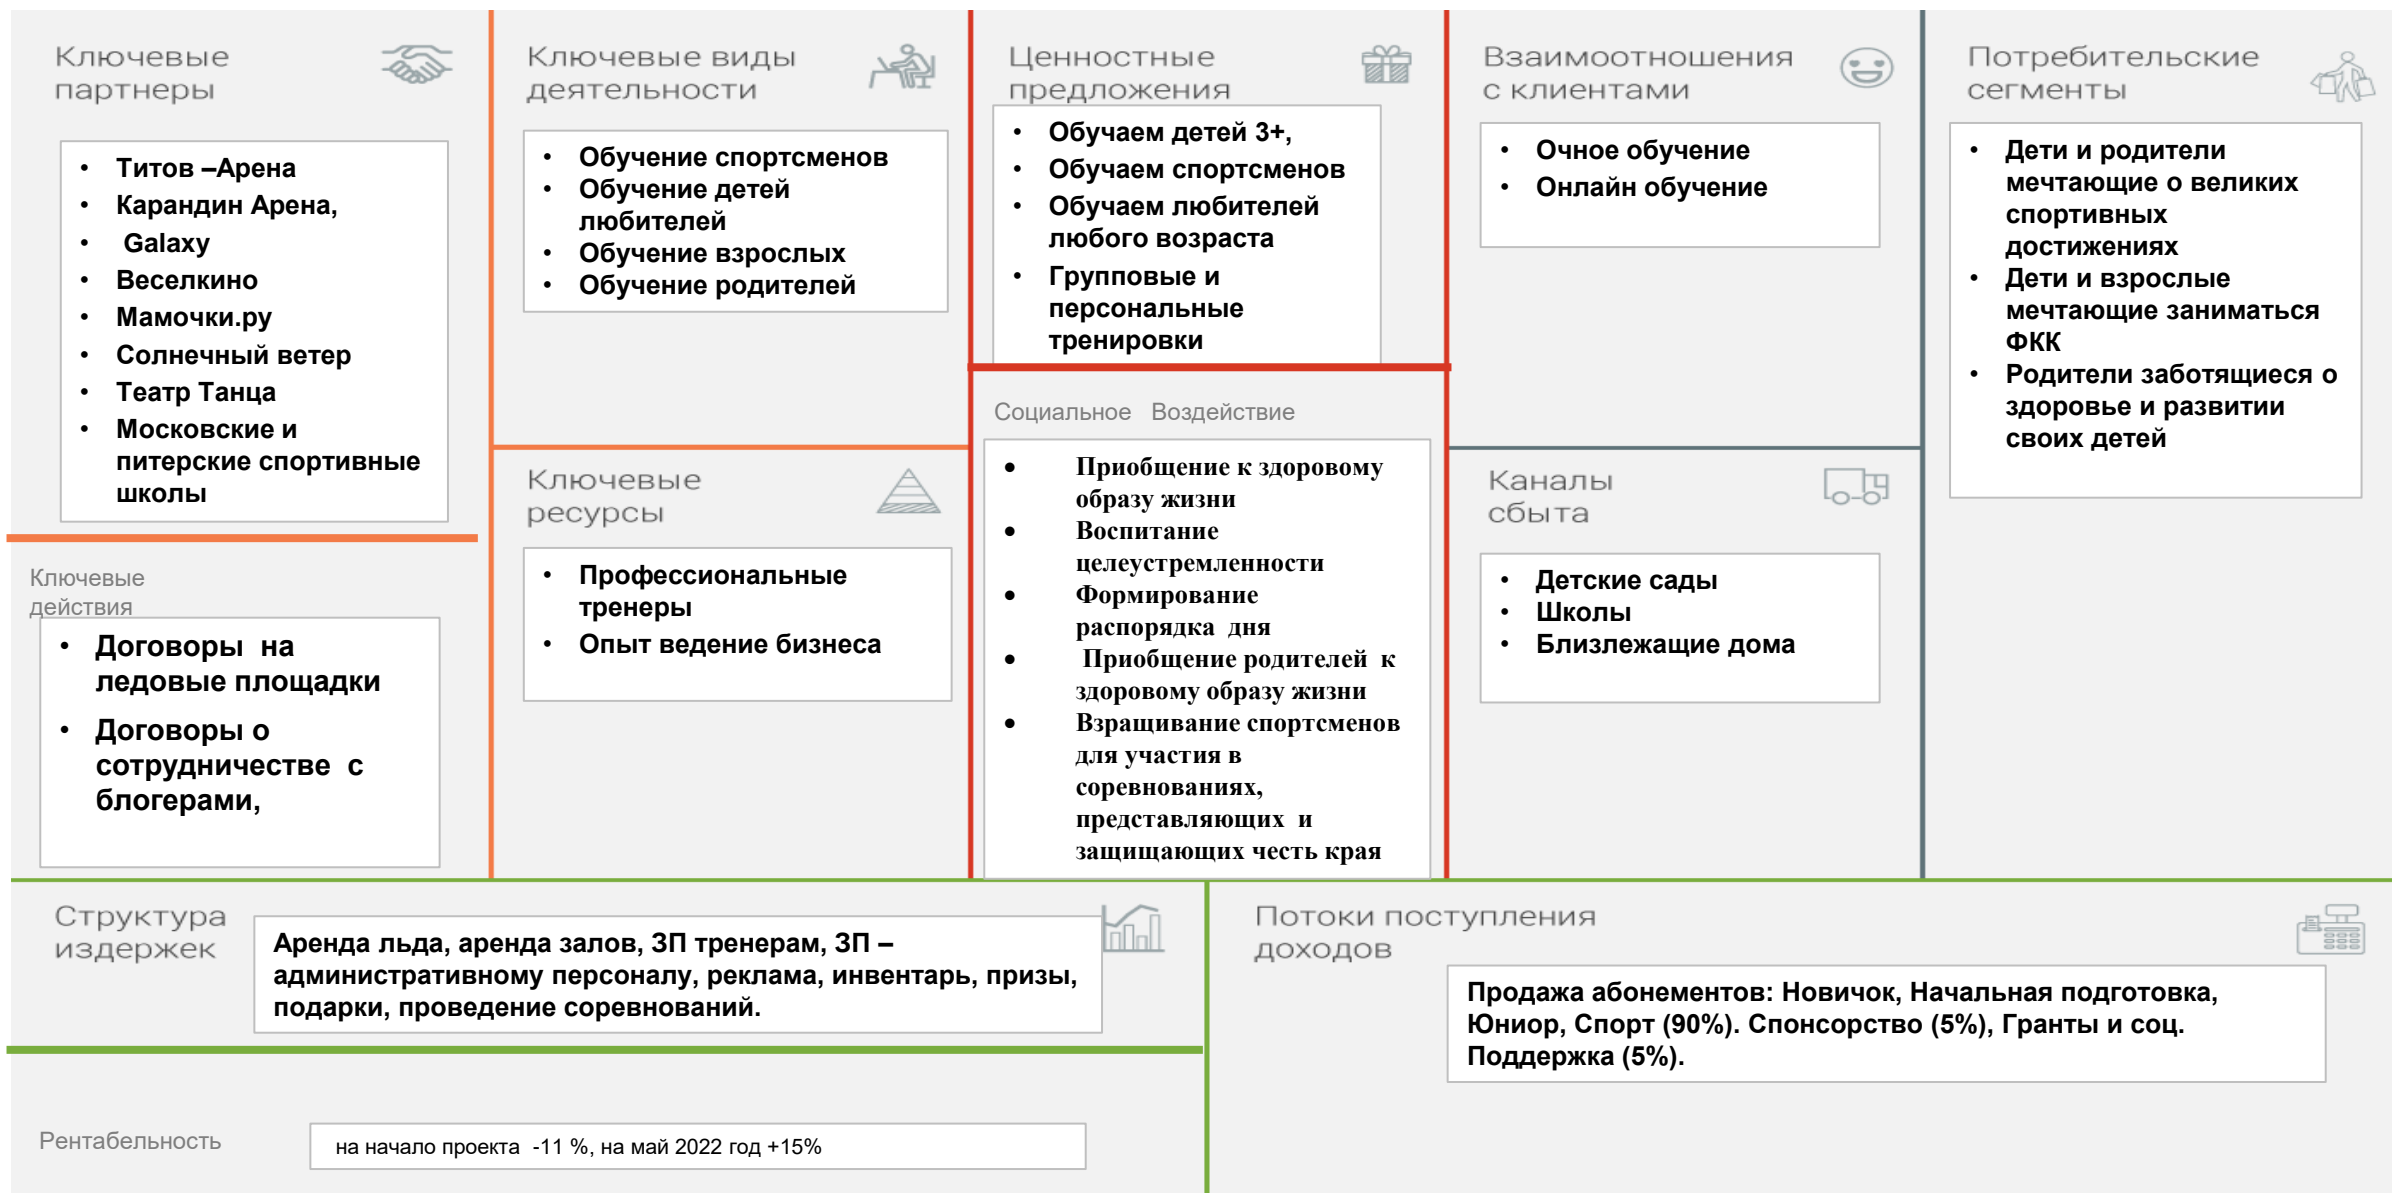 Ключевые
партнеры
• Титов –Арена
• Карандин Арена,
• Galaxy
• Веселкино
• Мамочки.ру
• Солнечный ветер
• Театр Танца
• Московские и
питерские спортивные
школы
Ключевые
действия
• Договоры на
ледовые площадки
• Договоры о
сотрудничестве с
блогерами,
Ключевые виды
деятельности
• Обучение спортсменов
• Обучение детей
любителей
• Обучение взрослых
• Обучение родителей
Ключевые
ресурсы
• Профессиональные
тренеры
• Опыт ведение бизнеса
Ценностные
предложения
• Обучаем детей 3+,
• Обучаем спортсменов
• Обучаем любителей
любого возраста
• Групповые и
персональные
тренировки
Социальное Воздействие
• Приобщение к здоровому
образу жизни
• Воспитание
целеустремленности
• Формирование
распорядка дня
• Приобщение родителей к
здоровому образу жизни
• Взращивание спортсменов
для участия в
соревнованиях,
представляющих и
защищающих честь края
Взаимоотношения
с клиентами
• Очное обучение
• Онлайн обучение
Каналы
сбыта
• Детские сады
• Школы
• Близлежащие дома
Потребительские
сегменты
• Дети и родители
мечтающие о великих
спортивных
достижениях
• Дети и взрослые
мечтающие заниматься
ФКК
• Родители заботящиеся о
здоровье и развитии
своих детей
Структура
издержек
Аренда льда, аренда залов, ЗП тренерам, ЗП –
административному персоналу, реклама, инвентарь, призы,
подарки, проведение соревнований.
Потоки поступления
доходов
Продажа абонементов: Новичок, Начальная подготовка,
Юниор, Спорт (90%). Спонсорство (5%), Гранты и соц.
Поддержка (5%).
Рентабельность
на начало проекта -11 %, на май 2022 год +15%